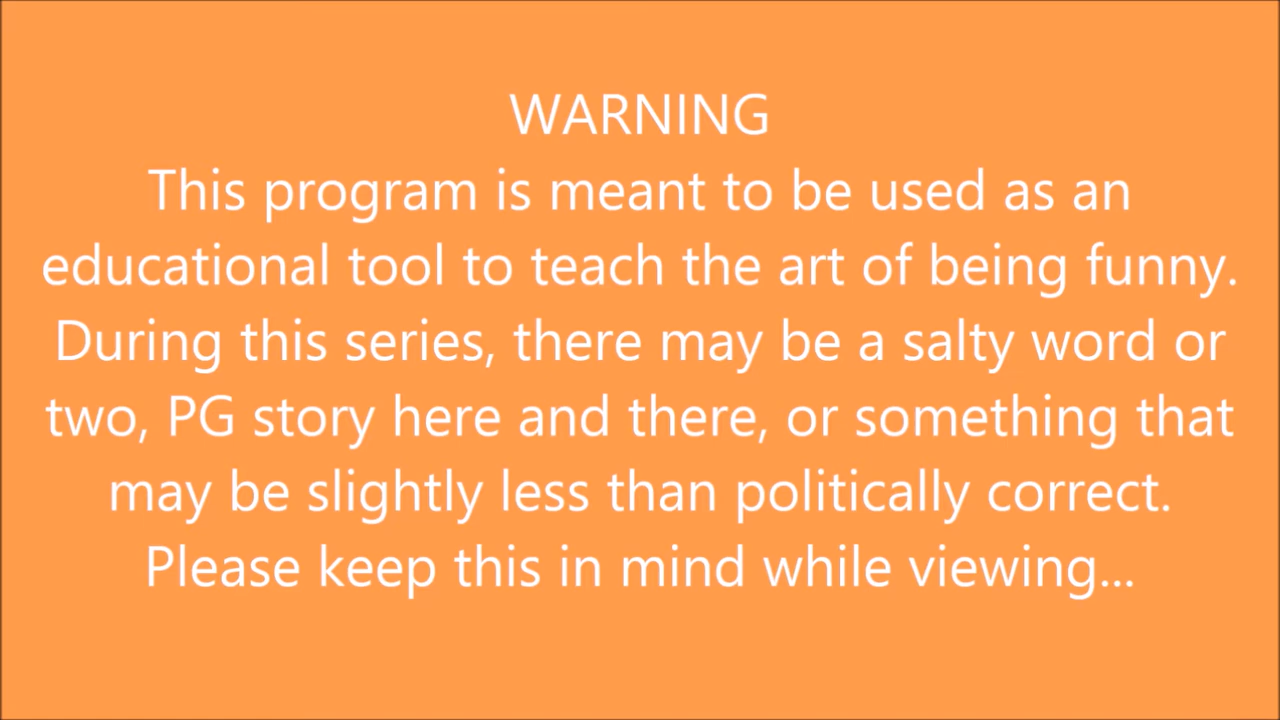 WARNING
This program is meant to be used as an
educational tool to teach the art of being funny.
During this series, there may be a salty word or
two, PG story here and there, or something that
may be slightly less than politically correct.
Please keep this in mind while viewing...